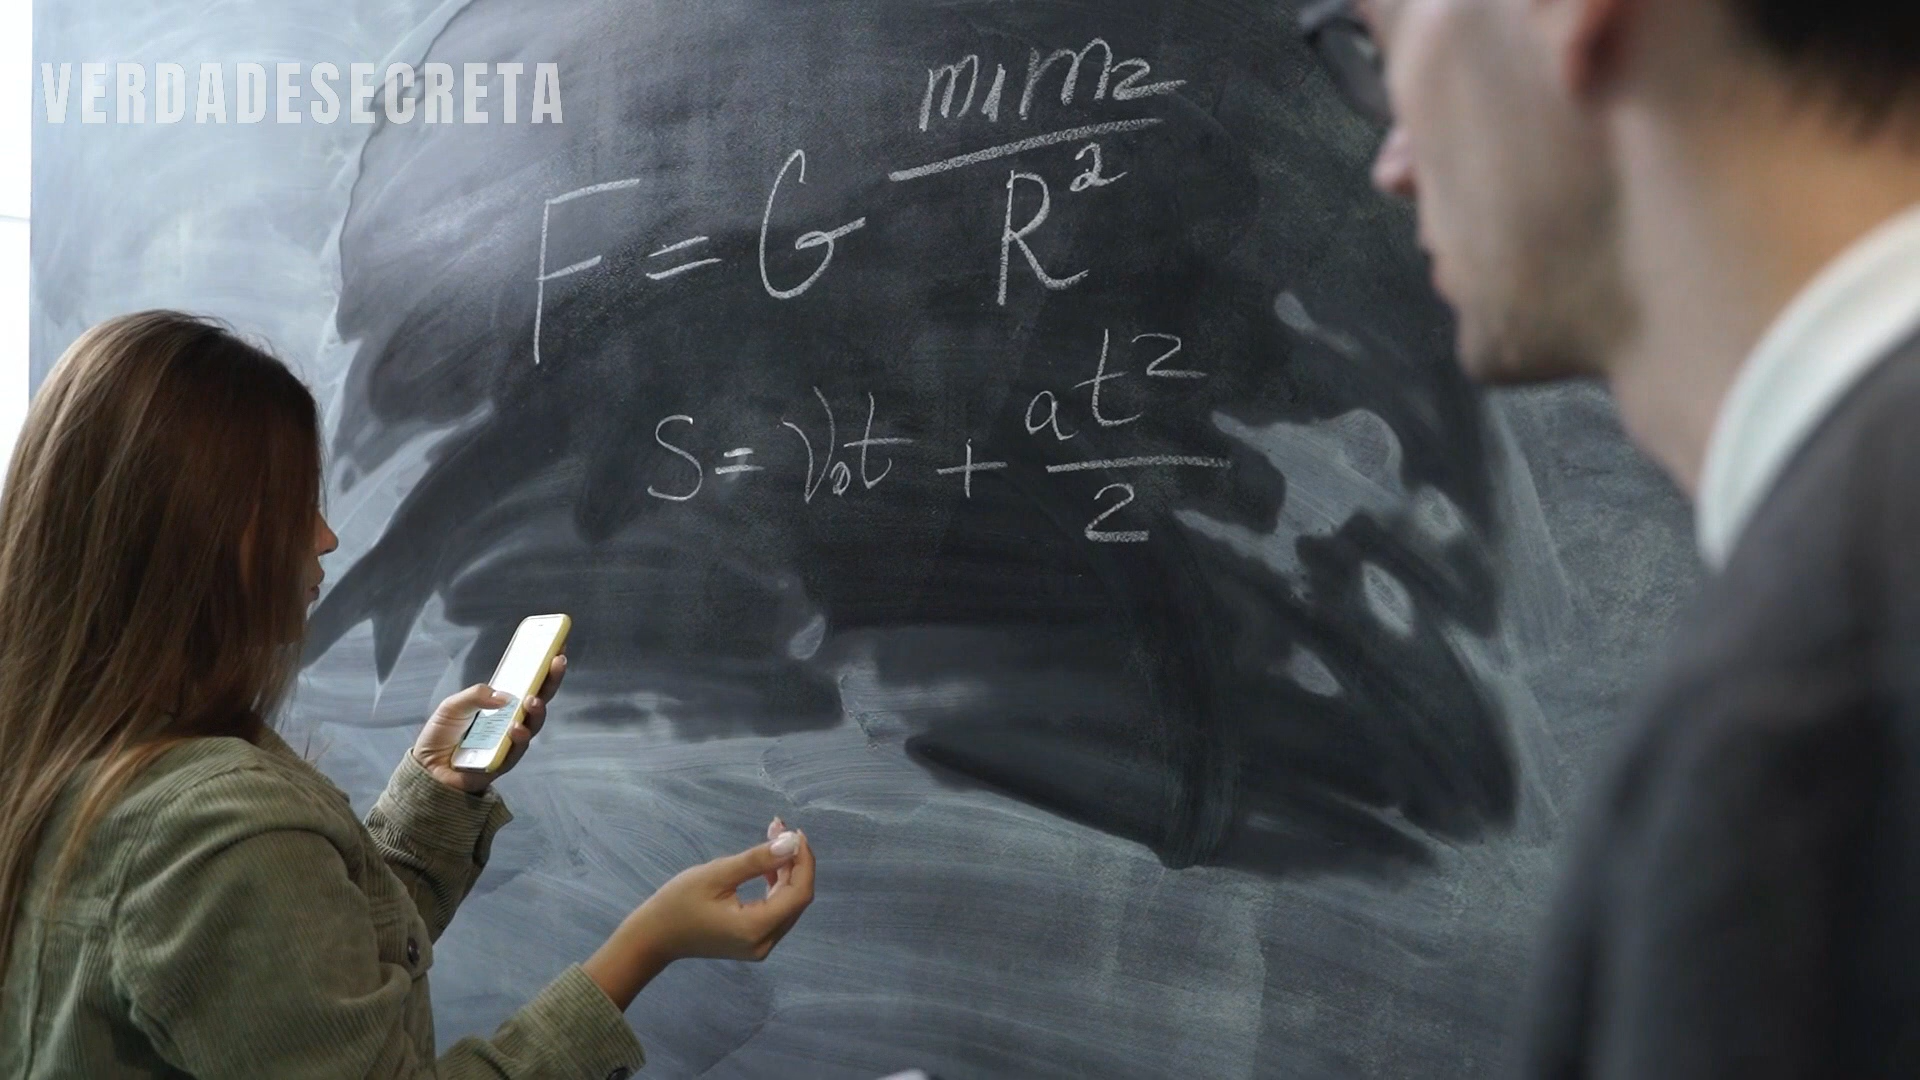 VERDADESECRETA
F = G m1m2/R²
S = V₀t + at²/2